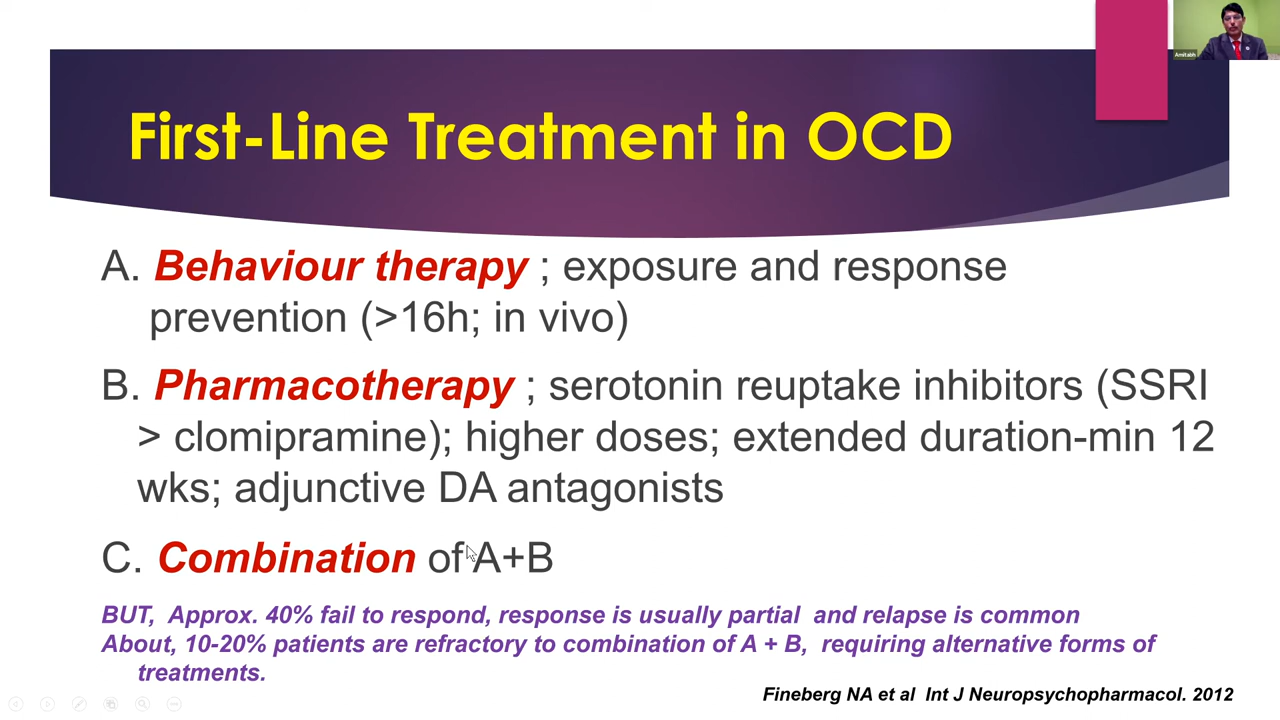 Amitabh
First-Line Treatment in OCD
A. Behaviour therapy ; exposure and response
prevention (>16h; in vivo)
B. Pharmacotherapy ; serotonin reuptake inhibitors (SSRI
> clomipramine); higher doses; extended duration-min 12
wks; adjunctive DA antagonists
C. Combination of A+B
BUT, Approx. 40% fail to respond, response is usually partial and relapse is common
About, 10-20% patients are refractory to combination of A + B, requiring alternative forms of
treatments.
Fineberg NA et al Int J Neuropsychopharmacol. 2012